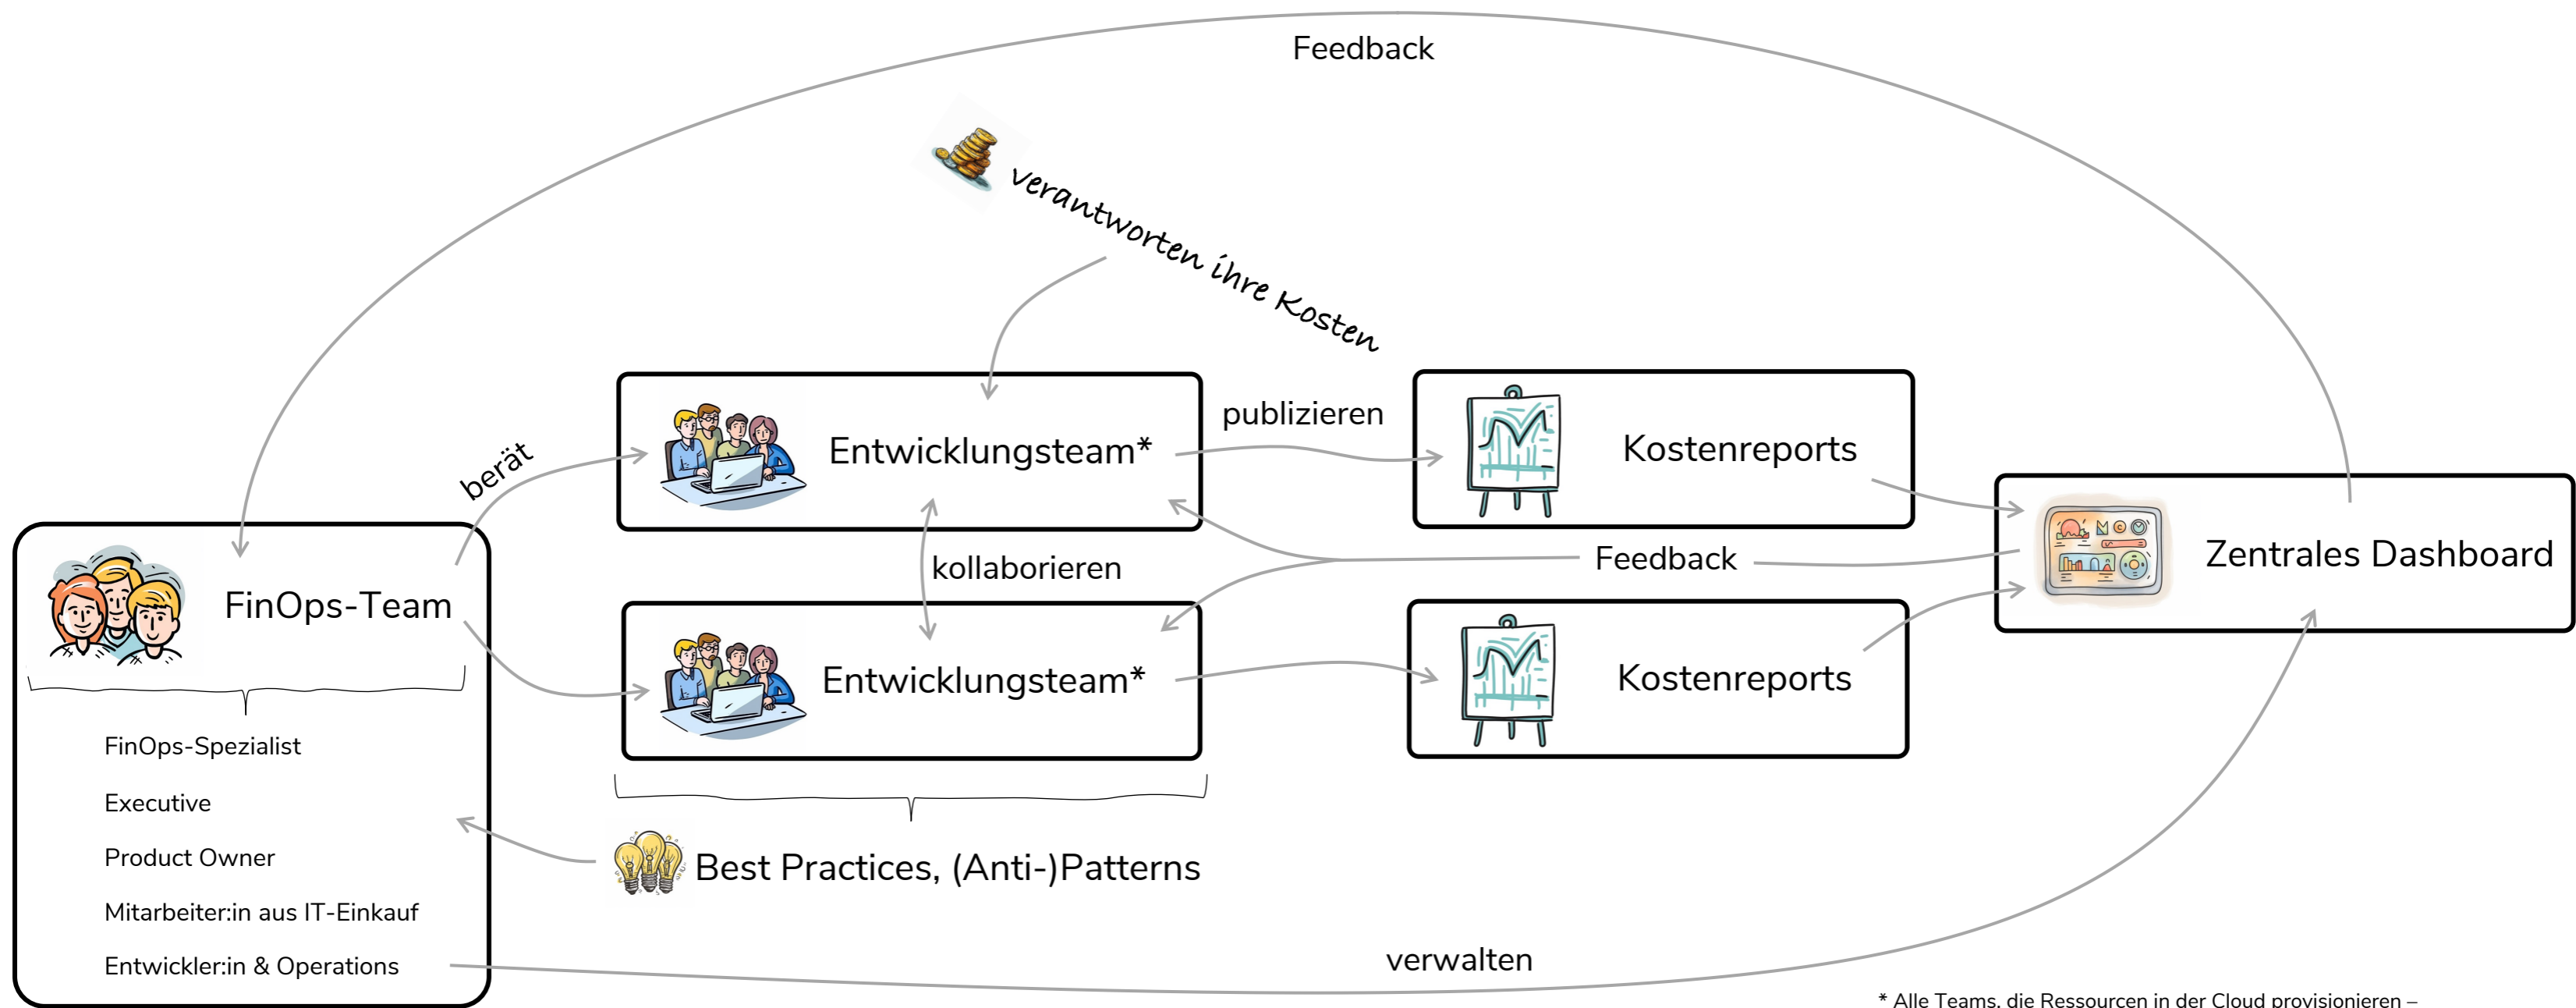 Feedback
verantworten ihre Kosten
berät
Entwicklungsteam*
publizieren
Kostenreports
FinOps-Team
kollaborieren
Feedback
Zentrales Dashboard
Entwicklungsteam*
Kostenreports
FinOps-Spezialist
Executive
Product Owner
Mitarbeiter:in aus IT-Einkauf
Entwickler:in & Operations
Best Practices, (Anti-)Patterns
verwalten
* Alle Teams, die Ressourcen in der Cloud provisionieren –